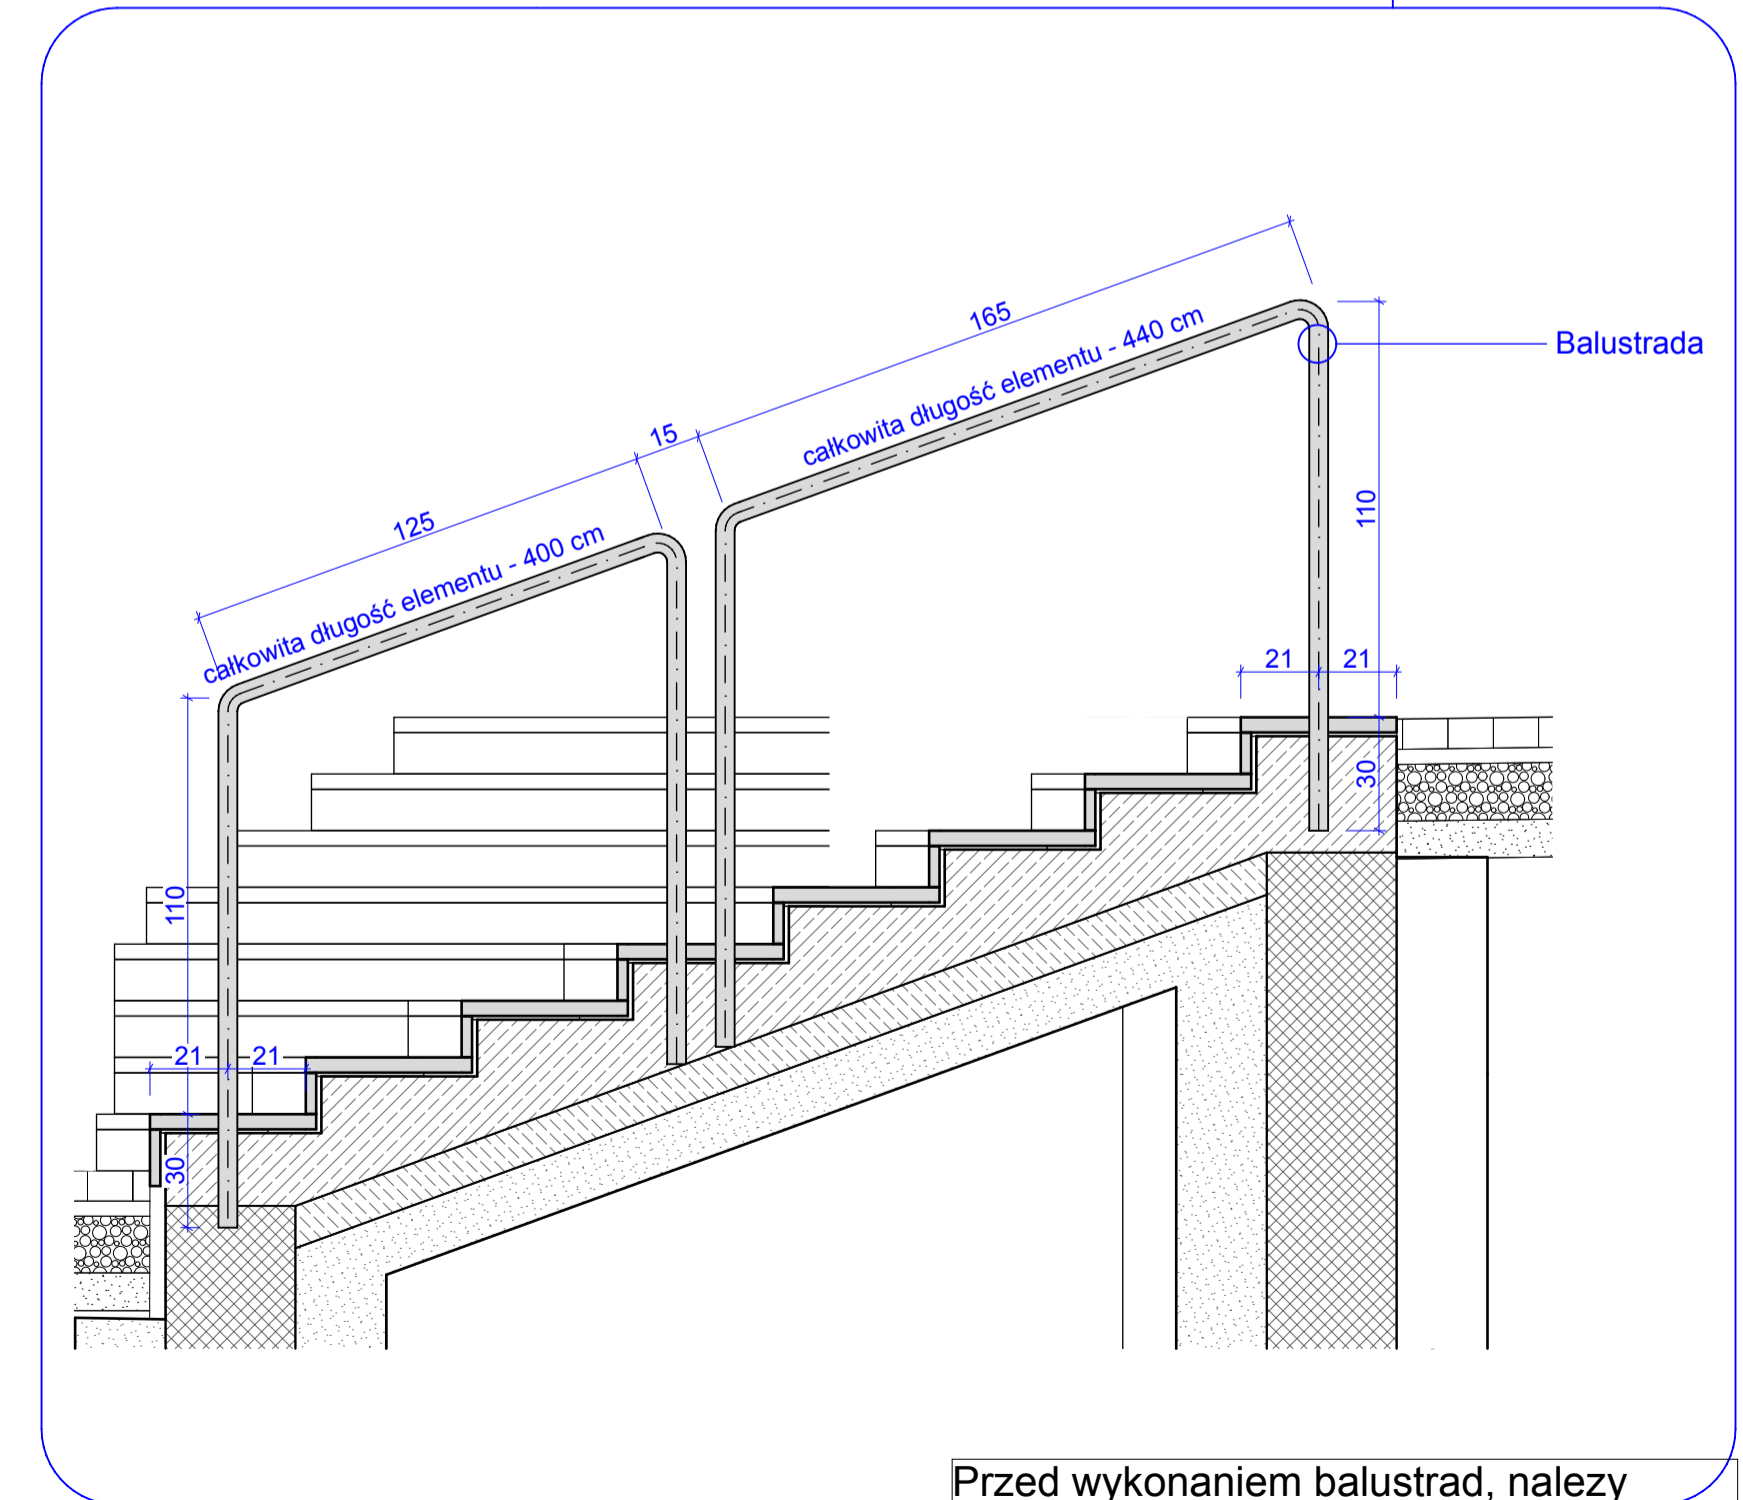 165
całkowita długość elementu - 440 cm
Balustrada
15
125
całkowita długość elementu - 400 cm
110
21
21
30
110
21
21
30
Przed wykonaniem balustrad, nalezy